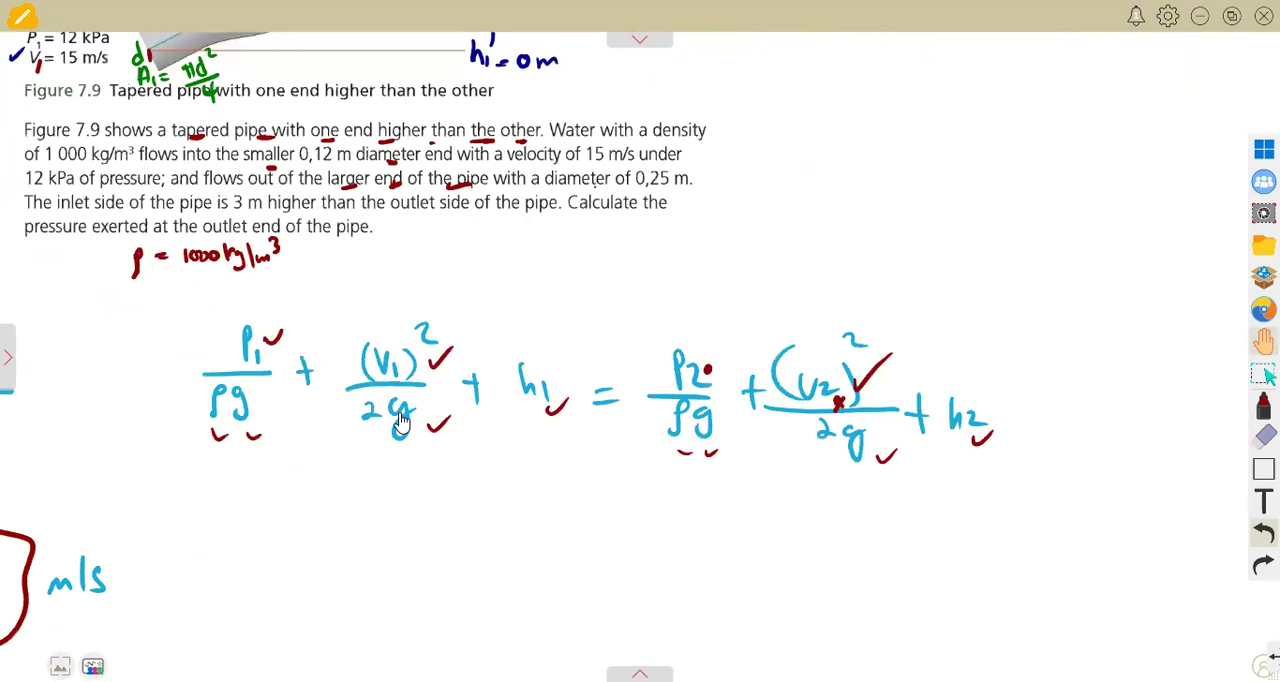 P₁ = 12 kPa
V₁ = 15 m/s
d
A₁ = πd²/4
h₁ = 0 m
Figure 7.9 Tapered pipe with one end higher than the other
Figure 7.9 shows a tapered pipe with one end higher than the other. Water with a density
of 1 000 kg/m³ flows into the smaller 0,12 m diameter end with a velocity of 15 m/s under
12 kPa of pressure; and flows out of the larger end of the pipe with a diameter of 0,25 m.
The inlet side of the pipe is 3 m higher than the outlet side of the pipe. Calculate the
pressure exerted at the outlet end of the pipe.
ρ = 1000kg/m³
P₁/ρg + (V₁)²/2g + h₁ = P₂/ρg + (V₂)²/2g + h₂
m/s
T